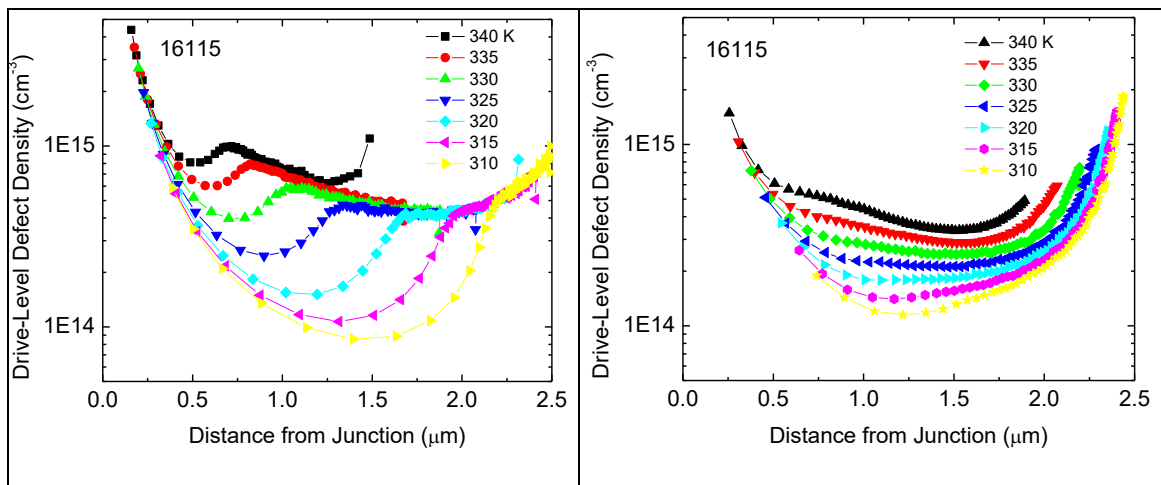 16115
340 K
335
330
325
320
315
310
1E15
1E14
0.0 0.5 1.0 1.5 2.0 2.5
Distance from Junction (μm)
Drive-Level Defect Density (cm-3)
16115
340 K
335
330
325
320
315
310
1E15
1E14
0.0 0.5 1.0 1.5 2.0 2.5
Distance from Junction (μm)
Drive-Level Defect Density (cm-3)